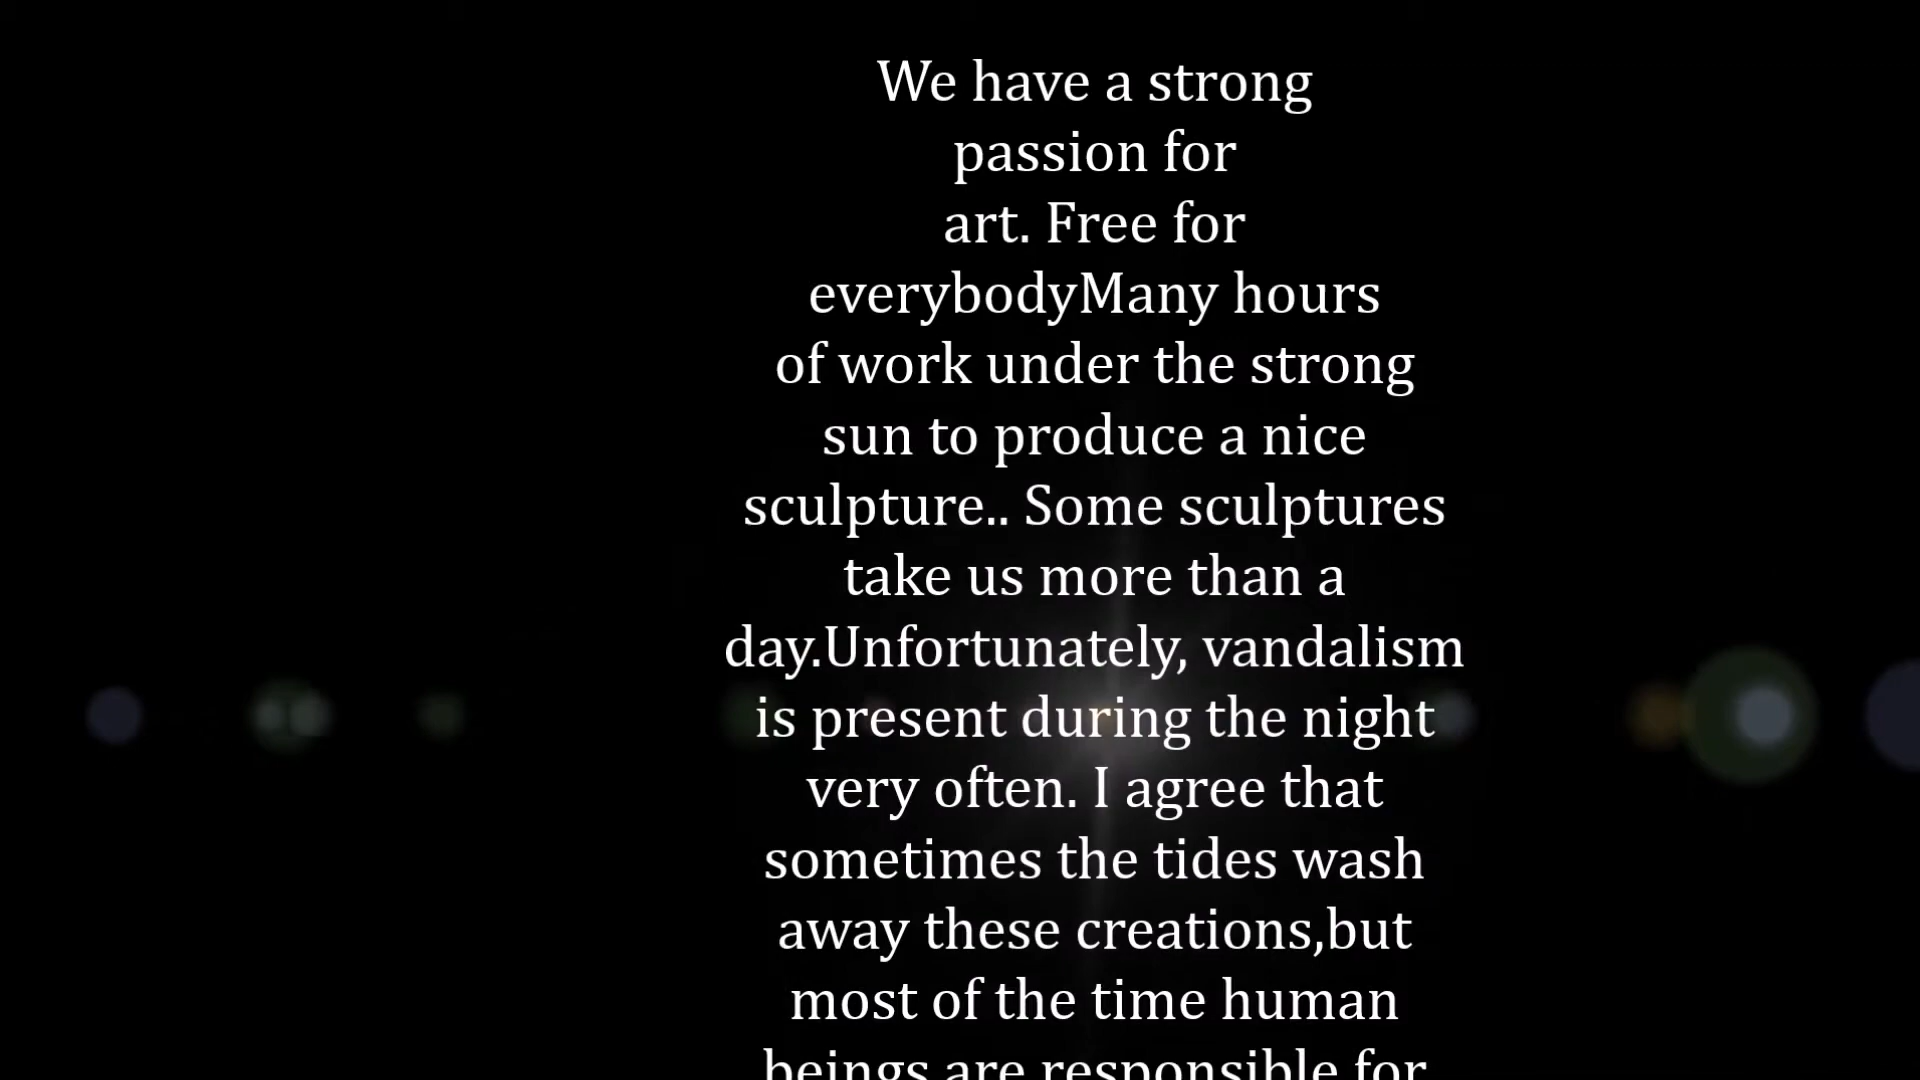 We have a strong
passion for
art. Free for
everybodyMany hours
of work under the strong
sun to produce a nice
sculpture.. Some sculptures
take us more than a
day.Unfortunately, vandalism
is present during the night
very often. I agree that
sometimes the tides wash
away these creations,but
most of the time human
beings are responsible for